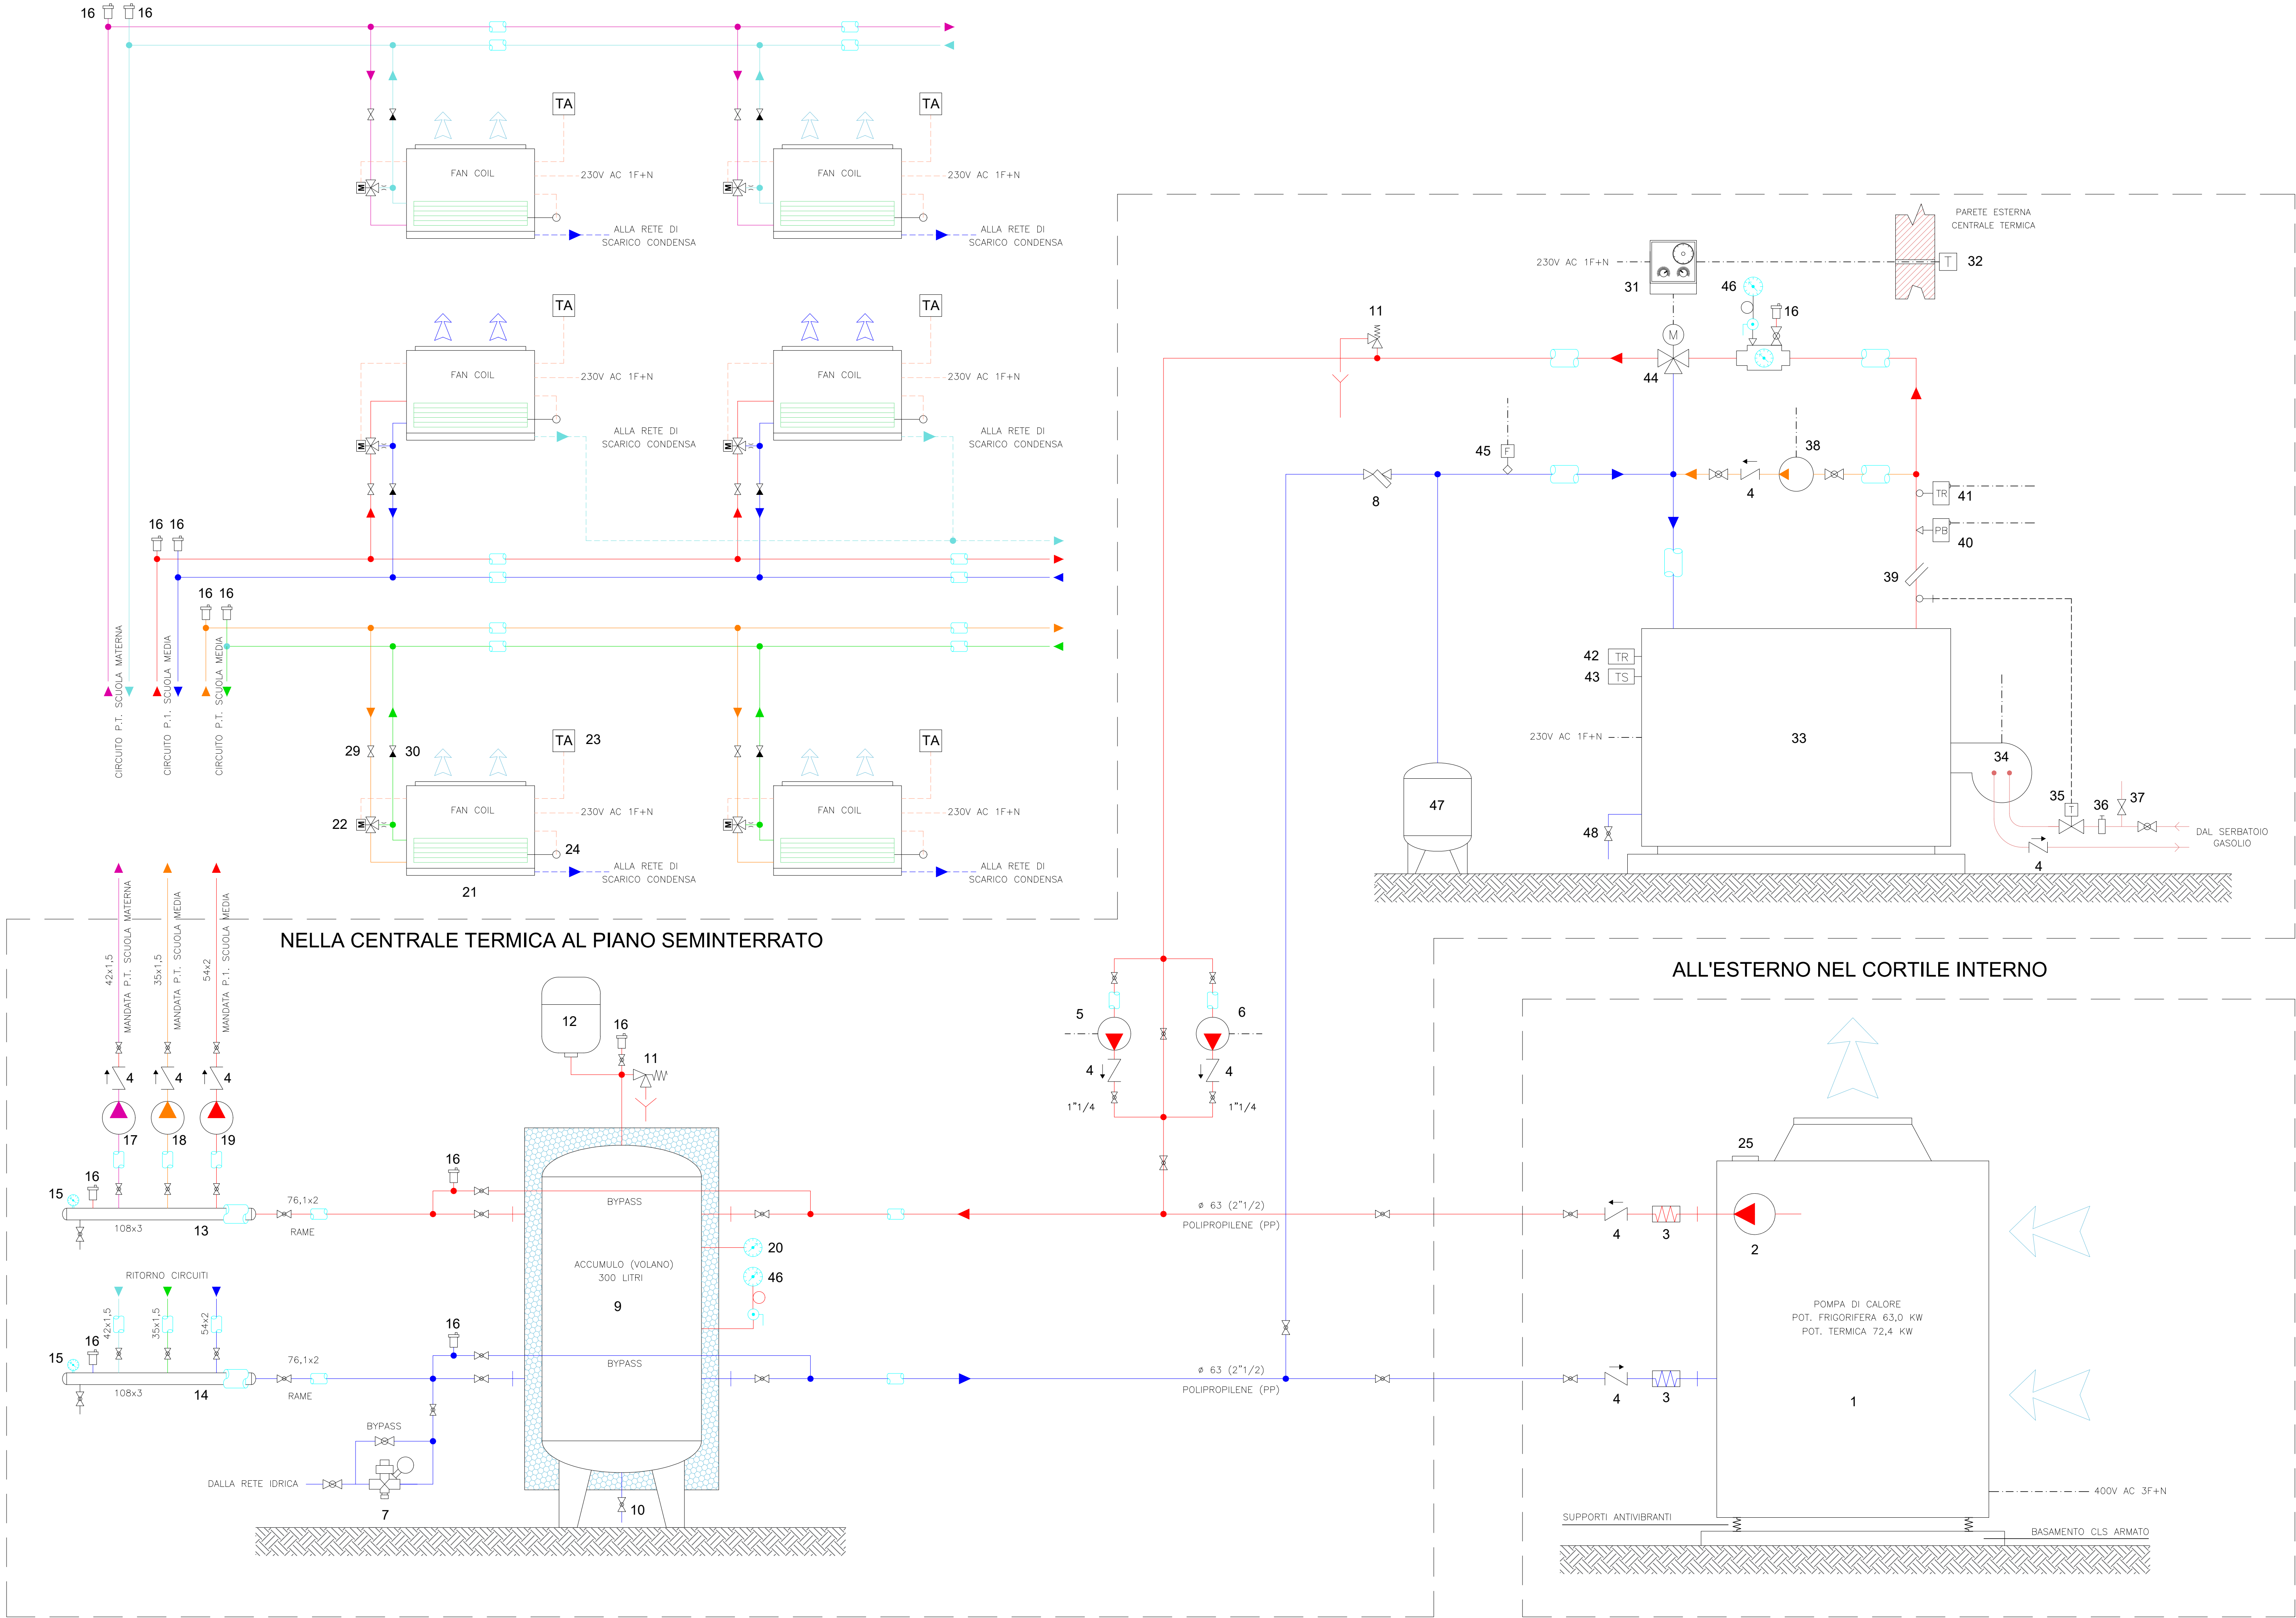 16 16
TA TA
FAN COIL FAN COIL
230V AC 1F+N 230V AC 1F+N
M M
ALLA RETE DI
SCARICO CONDENSA
ALLA RETE DI
SCARICO CONDENSA
TA TA
FAN COIL FAN COIL
230V AC 1F+N 230V AC 1F+N
ALLA RETE DI
SCARICO CONDENSA
ALLA RETE DI
SCARICO CONDENSA
M M
16 16
16 16
CIRCUITO P.T. SCUOLA MATERNA
CIRCUITO P.1. SCUOLA MEDIA
CIRCUITO P.T. SCUOLA MEDIA
29 30
TA 23
TA
FAN COIL FAN COIL
230V AC 1F+N 230V AC 1F+N
22 M M
24
ALLA RETE DI
SCARICO CONDENSA
ALLA RETE DI
SCARICO CONDENSA
21
PARETE ESTERNA
CENTRALE TERMICA
230V AC 1F+N
T 32
31
46
16
11
M
44
45 F
38
8
4
TR 41
PB 40
39
42 TR
43 TS
230V AC 1F+N
33
34
35 T 36 37
47
48
DAL SERBATOIO
GASOLIO
4
NELLA CENTRALE TERMICA AL PIANO SEMINTERRATO
ALL'ESTERNO NEL CORTILE INTERNO
42x1,5
MANDATA P.T. SCUOLA MATERNA
35x1,5
MANDATA P.T. SCUOLA MEDIA
54x2
MANDATA P.1. SCUOLA MEDIA
4 4 4
17 18 19
12
16
11
5 6
4 4
1"1/4 1"1/4
15 16
108x3
13
76,1x2
RAME
16
BYPASS
ø 63 (2"1/2)
POLIPROPILENE (PP)
20
46
ACCUMULO (VOLANO)
300 LITRI
9
RITORNO CIRCUITI
42x1,5
35x1,5
54x2
15 16
108x3
14
76,1x2
RAME
16
BYPASS
ø 63 (2"1/2)
POLIPROPILENE (PP)
BYPASS
DALLA RETE IDRICA
7
10
25
4 3 2
POMPA DI CALORE
POT. FRIGORIFERA 63,0 KW
POT. TERMICA 72,4 KW
4 3 1
400V AC 3F+N
SUPPORTI ANTIVIBRANTI
BASAMENTO CLS ARMATO